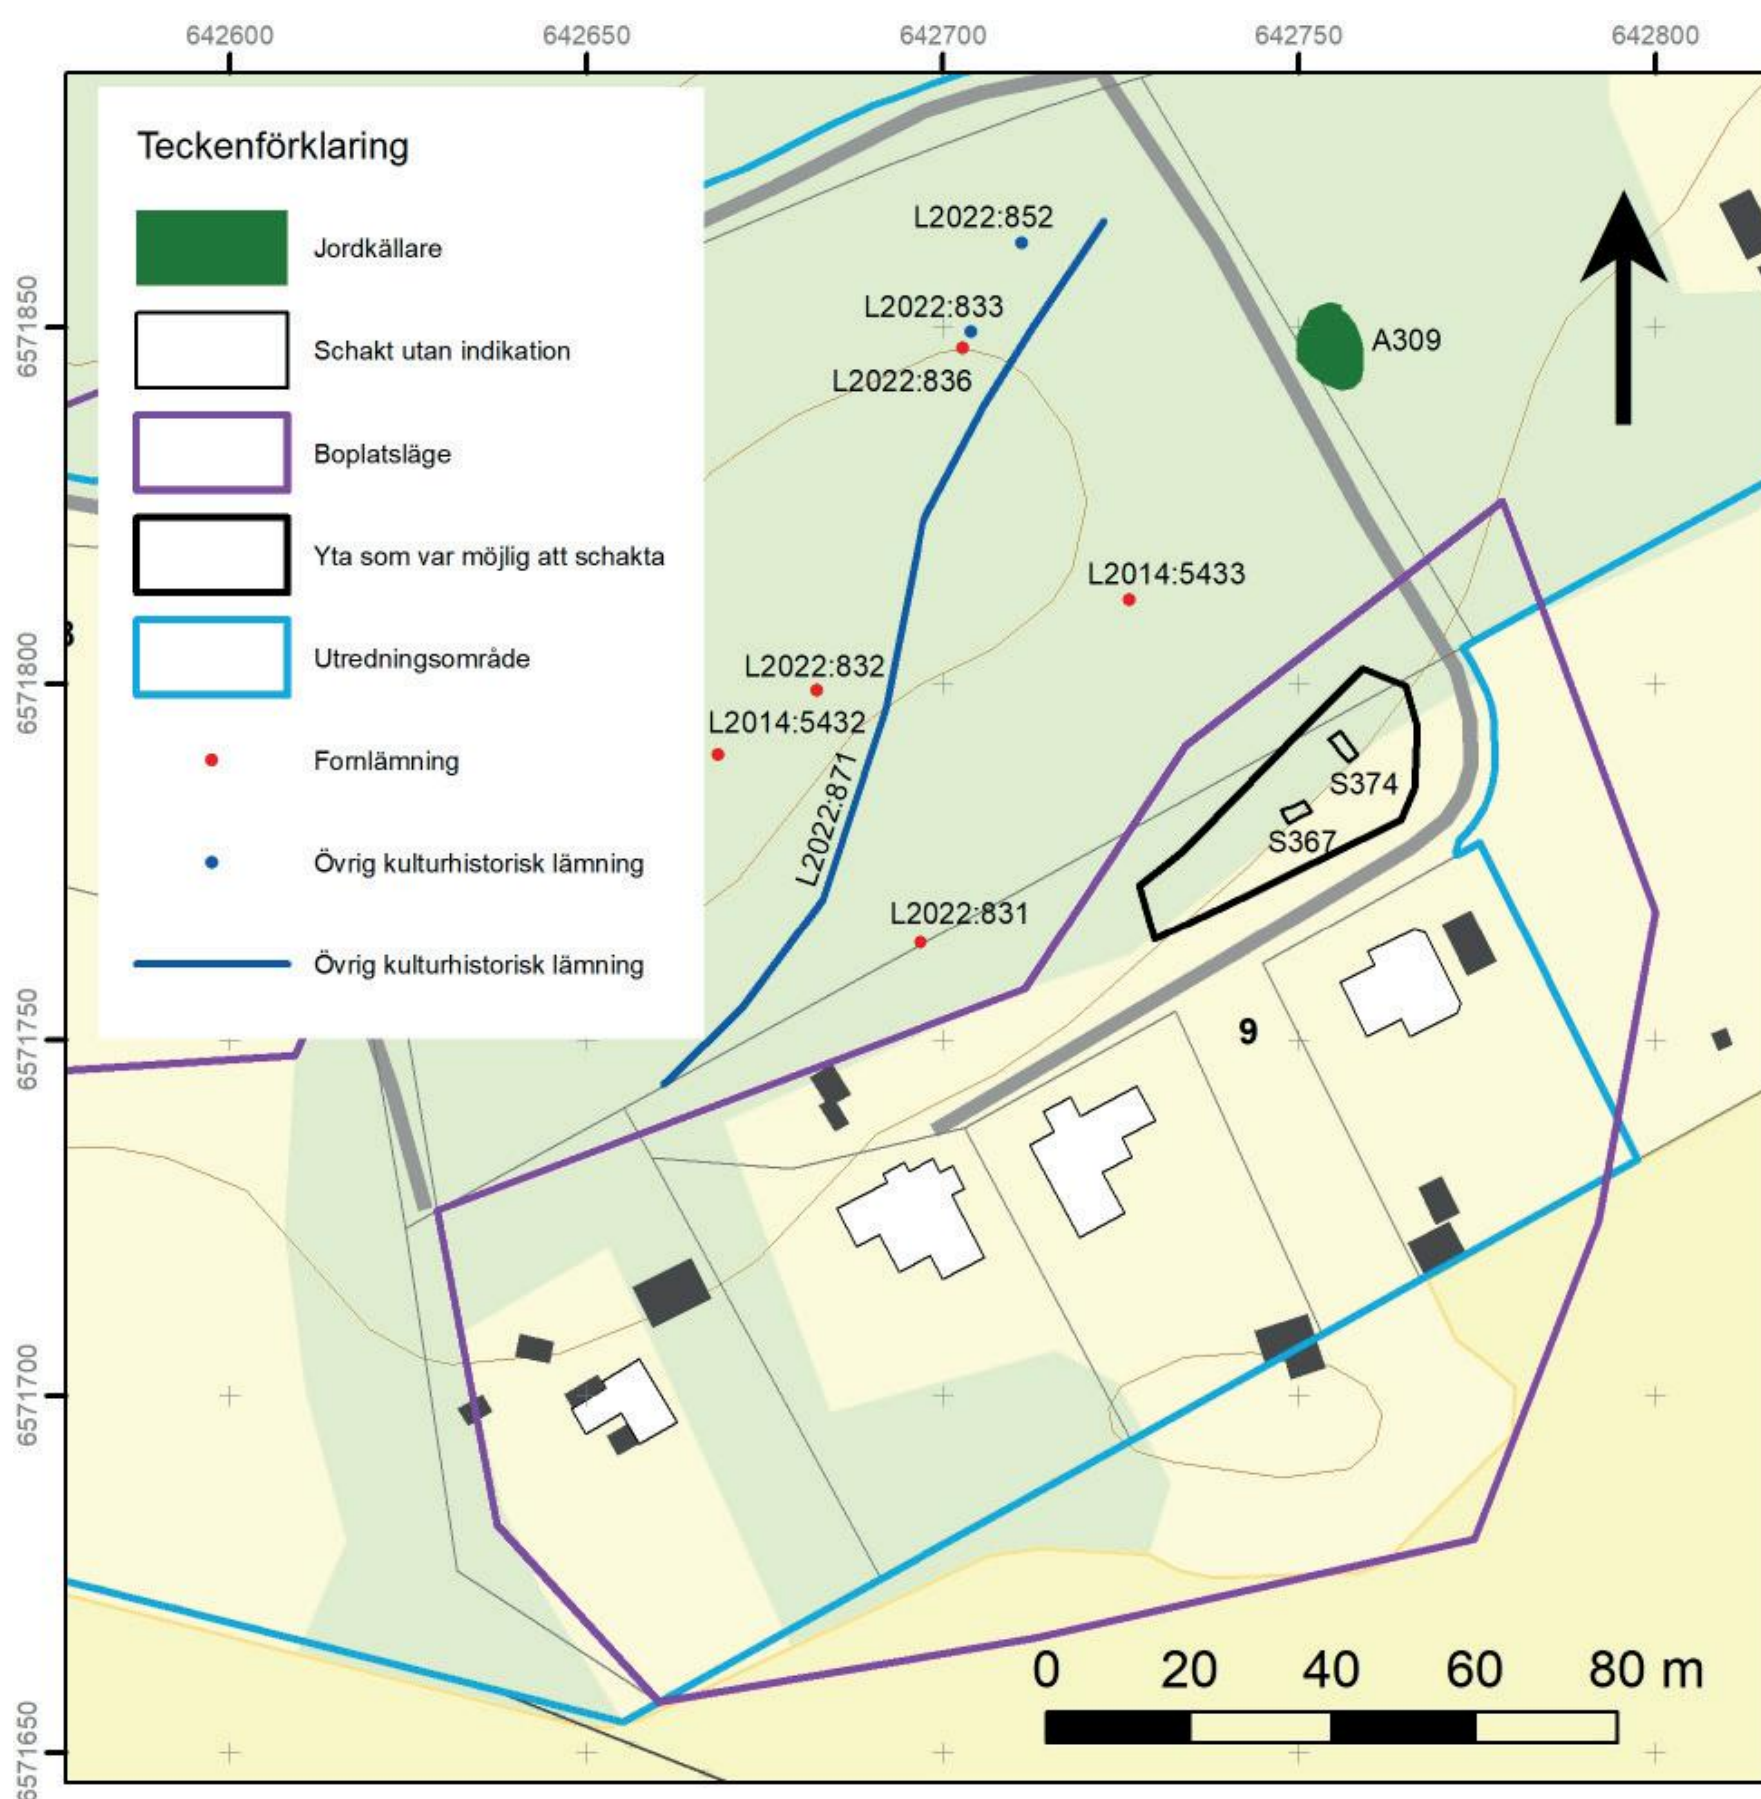 642600 642650 642700 642750 642800
Teckenförklaring
Jordkällare
Schakt utan indikation
Boplatsläge
Yta som var möjlig att schakta
Utredningsområde
Fornlämning
Övrig kulturhistorisk lämning
Övrig kulturhistorisk lämning
6571850
6571800
6571750
6571700
6571650
L2022:852
L2022:833
L2022:836
A309
L2014:5433
L2022:832
L2014:5432
L2022:871
S374
S367
L2022:831
9
0 20 40 60 80 m